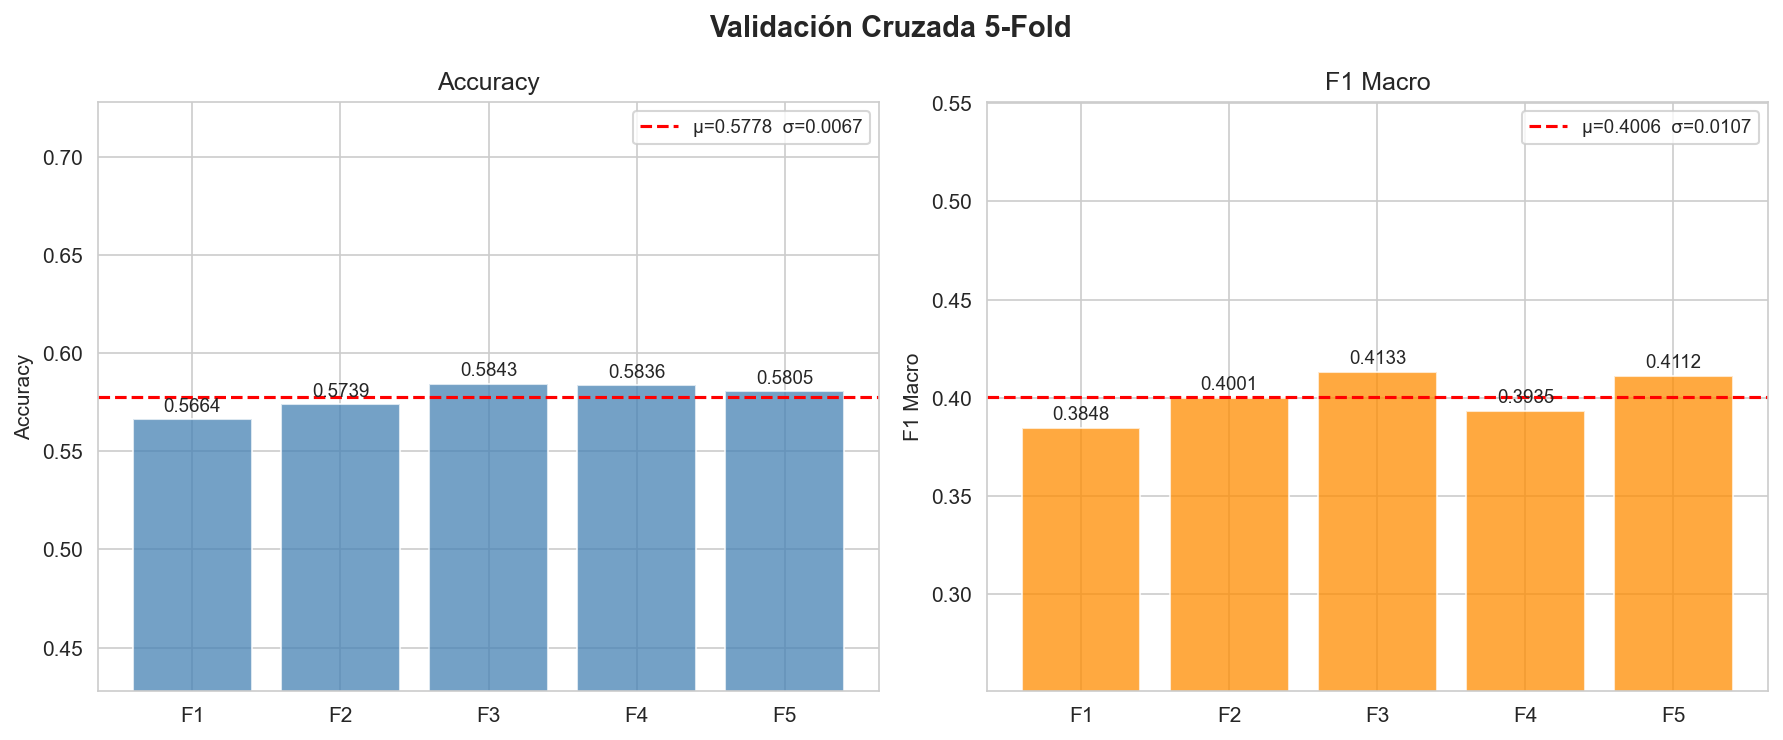 Validación Cruzada 5-Fold
Accuracy
μ=0.5778 σ=0.0067
0.70
0.65
0.60
0.55
0.50
0.45
Accuracy
0.5664
0.5739
0.5843
0.5836
0.5805
F1
F2
F3
F4
F5
F1 Macro
μ=0.4006 σ=0.0107
0.55
0.50
0.45
0.40
0.35
0.30
F1 Macro
0.3848
0.4001
0.4133
0.3935
0.4112
F1
F2
F3
F4
F5